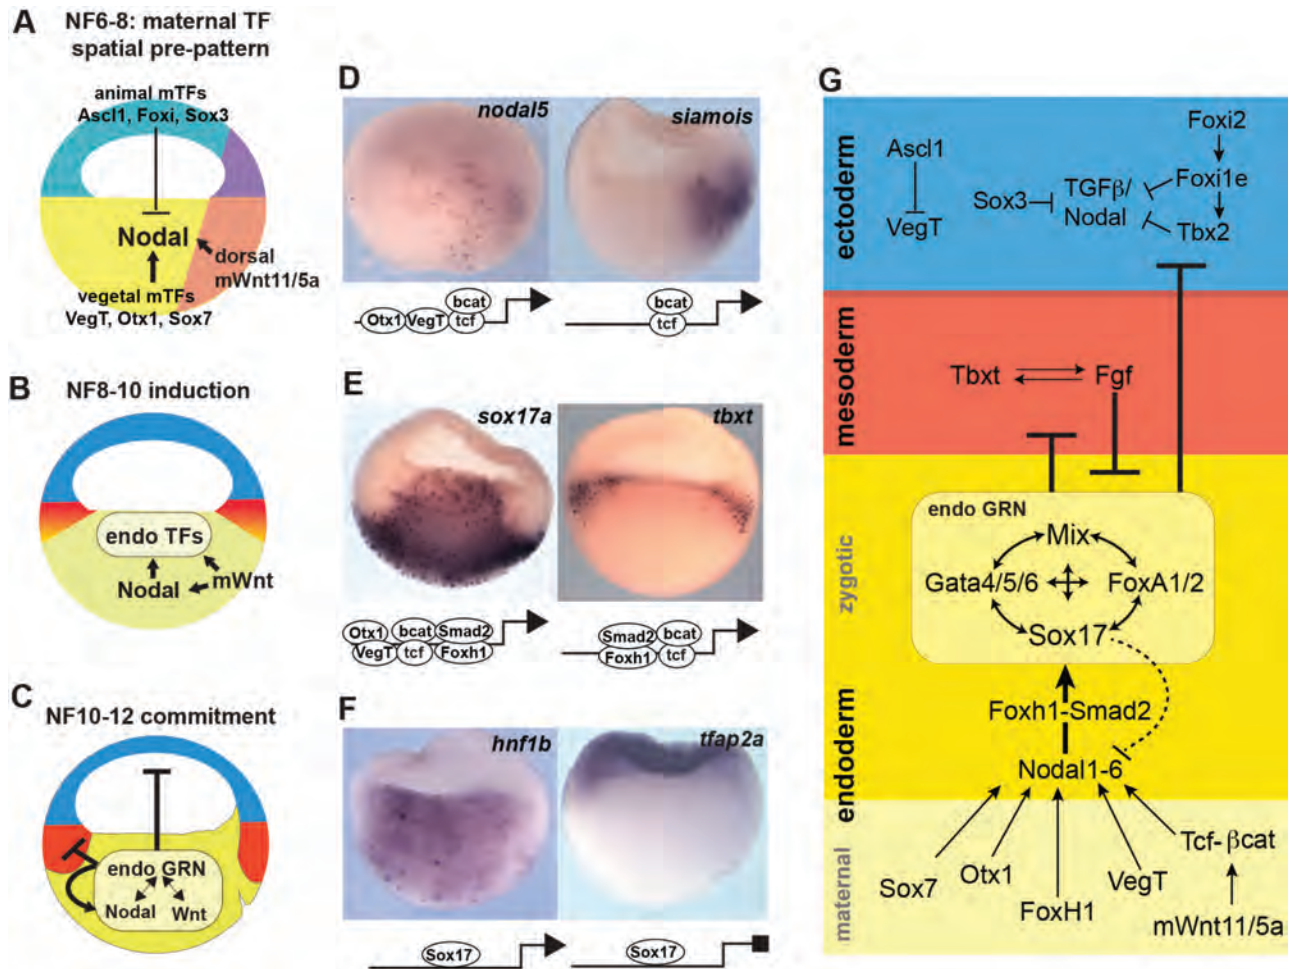 A
NF6-8: maternal TF
spatial pre-pattern
animal mTFs
Ascl1, Foxi, Sox3
Nodal
dorsal
mWnt11/5a
vegetal mTFs
VegT, Otx1, Sox7
B
NF8-10 induction
endo TFs
Nodal
mWnt
C
NF10-12 commitment
endo GRN
Nodal
Wnt
D
nodal5
siamois
bcat
Otx1 VegT tcf
bcat
tcf
E
sox17a
tbxt
Otx1 bcat Smad2
VegT tcf Foxh1
Smad2 bcat
Foxh1 tcf
F
hnf1b
tfap2a
Sox17
Sox17
G
ectoderm
Foxi2
Ascl1
Foxi1e
Sox3
TGFβ/
Nodal
VegT
Tbx2
mesoderm
Tbxt
Fgf
endoderm
zygotic
endo GRN
Mix
Gata4/5/6
FoxA1/2
Sox17
Foxh1-Smad2
Nodal1-6
maternal
Sox7
Otx1
FoxH1
VegT
Tcf-βcat
mWnt11/5a